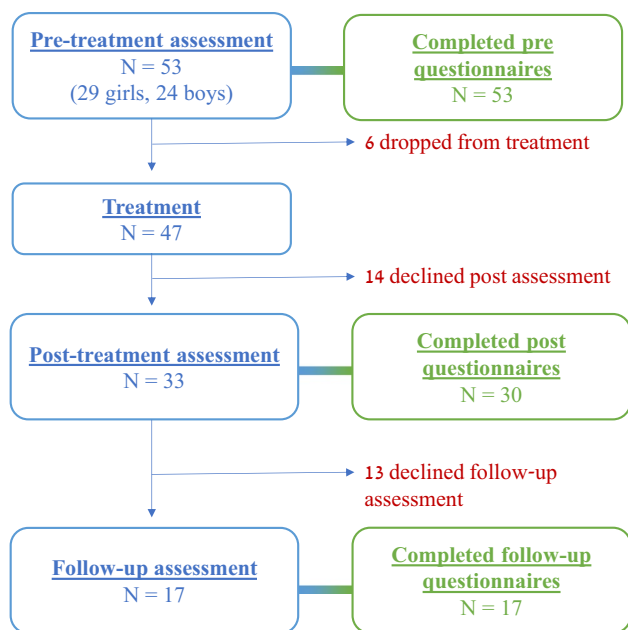 Pre-treatment assessment
N = 53
(29 girls, 24 boys)
Completed pre
questionnaires
N = 53
6 dropped from treatment
Treatment
N = 47
14 declined post assessment
Post-treatment assessment
N = 33
Completed post
questionnaires
N = 30
13 declined follow-up
assessment
Follow-up assessment
N = 17
Completed follow-up
questionnaires
N = 17